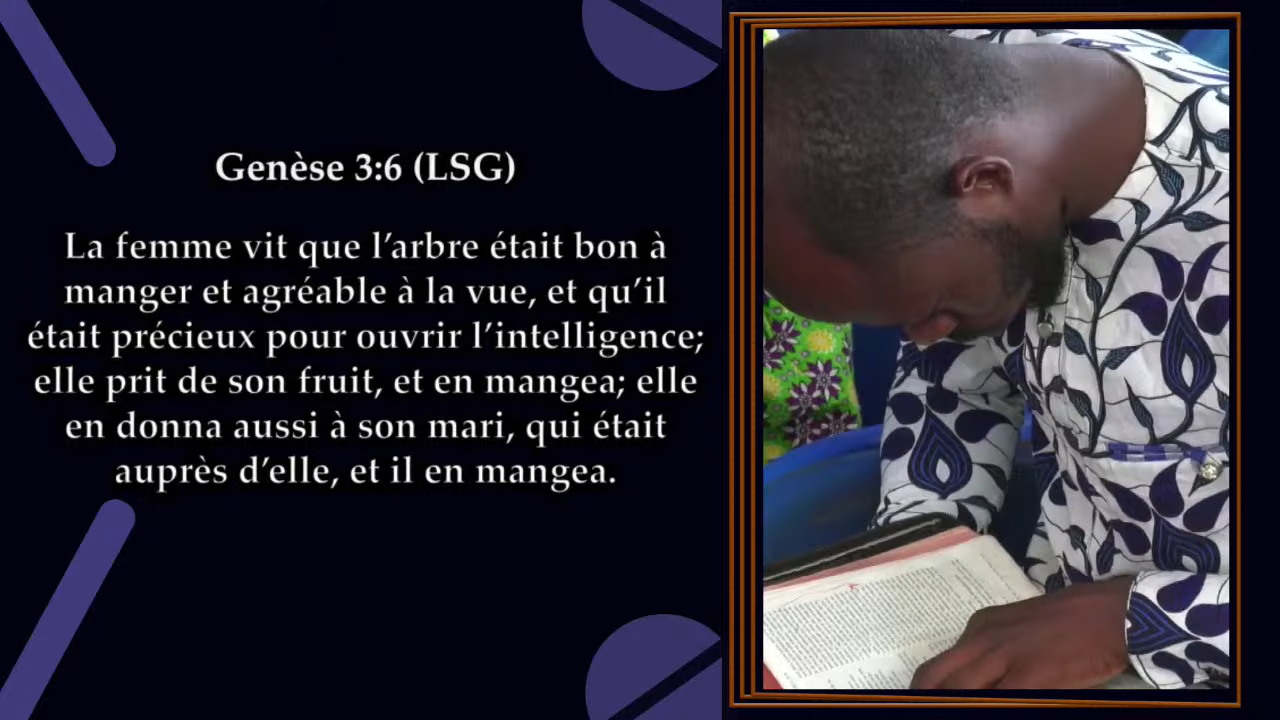 Genèse 3:6 (LSG)
La femme vit que l’arbre était bon à
manger et agréable à la vue, et qu’il
était précieux pour ouvrir l’intelligence;
elle prit de son fruit, et en mangea; elle
en donna aussi à son mari, qui était
auprès d’elle, et il en mangea.